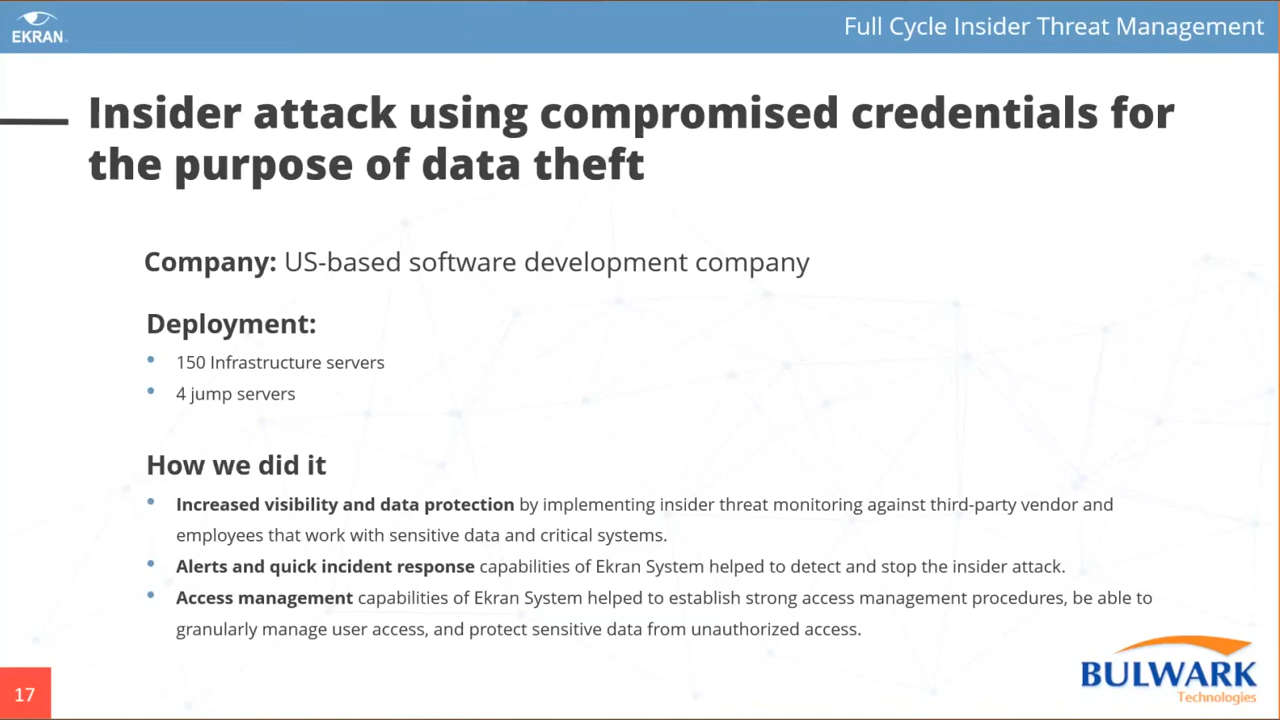 EKRAN
Full Cycle Insider Threat Management
Insider attack using compromised credentials for
the purpose of data theft
Company: US-based software development company
Deployment:
• 150 Infrastructure servers
• 4 jump servers
How we did it
• Increased visibility and data protection by implementing insider threat monitoring against third-party vendor and
employees that work with sensitive data and critical systems.
• Alerts and quick incident response capabilities of Ekran System helped to detect and stop the insider attack.
• Access management capabilities of Ekran System helped to establish strong access management procedures, be able to
granularly manage user access, and protect sensitive data from unauthorized access.
BULWARK
Technologies
17